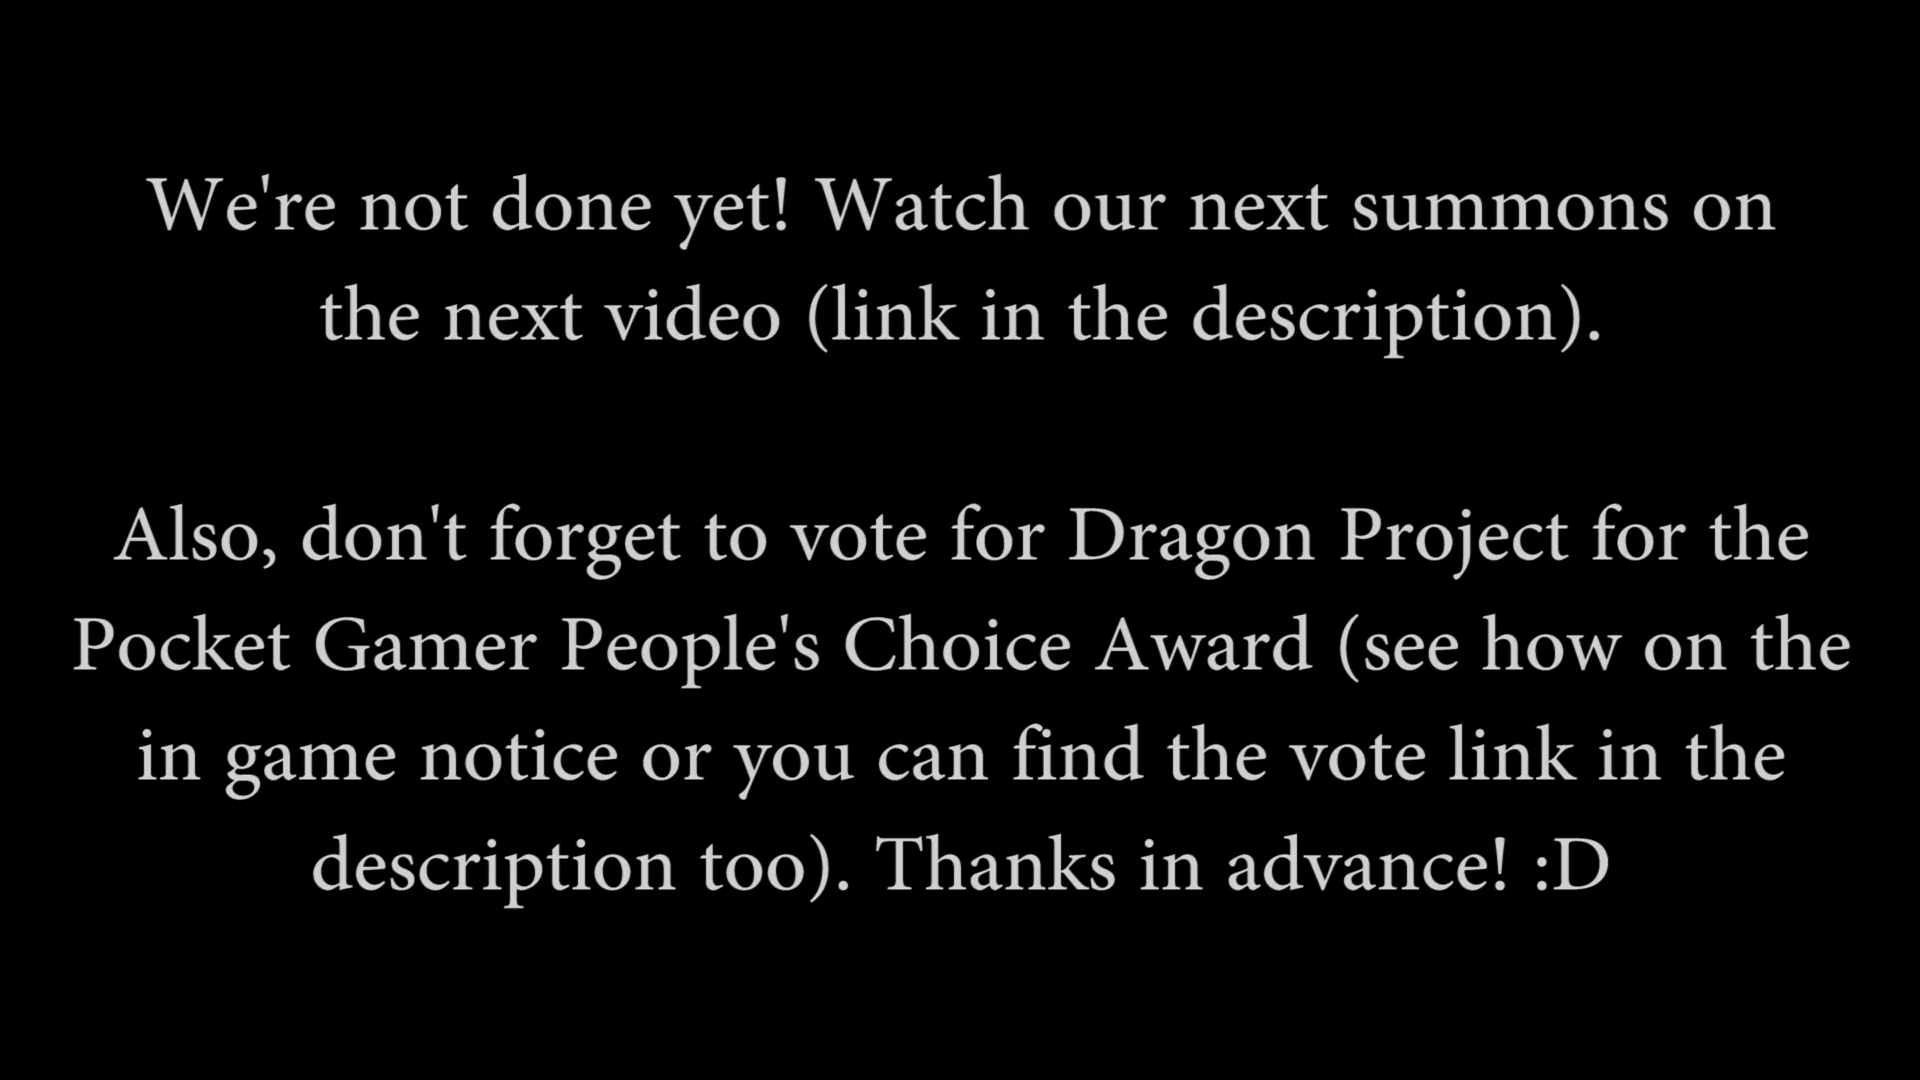 We're not done yet! Watch our next summons on
the next video (link in the description).
Also, don't forget to vote for Dragon Project for the
Pocket Gamer People's Choice Award (see how on the
in game notice or you can find the vote link in the
description too). Thanks in advance! :D